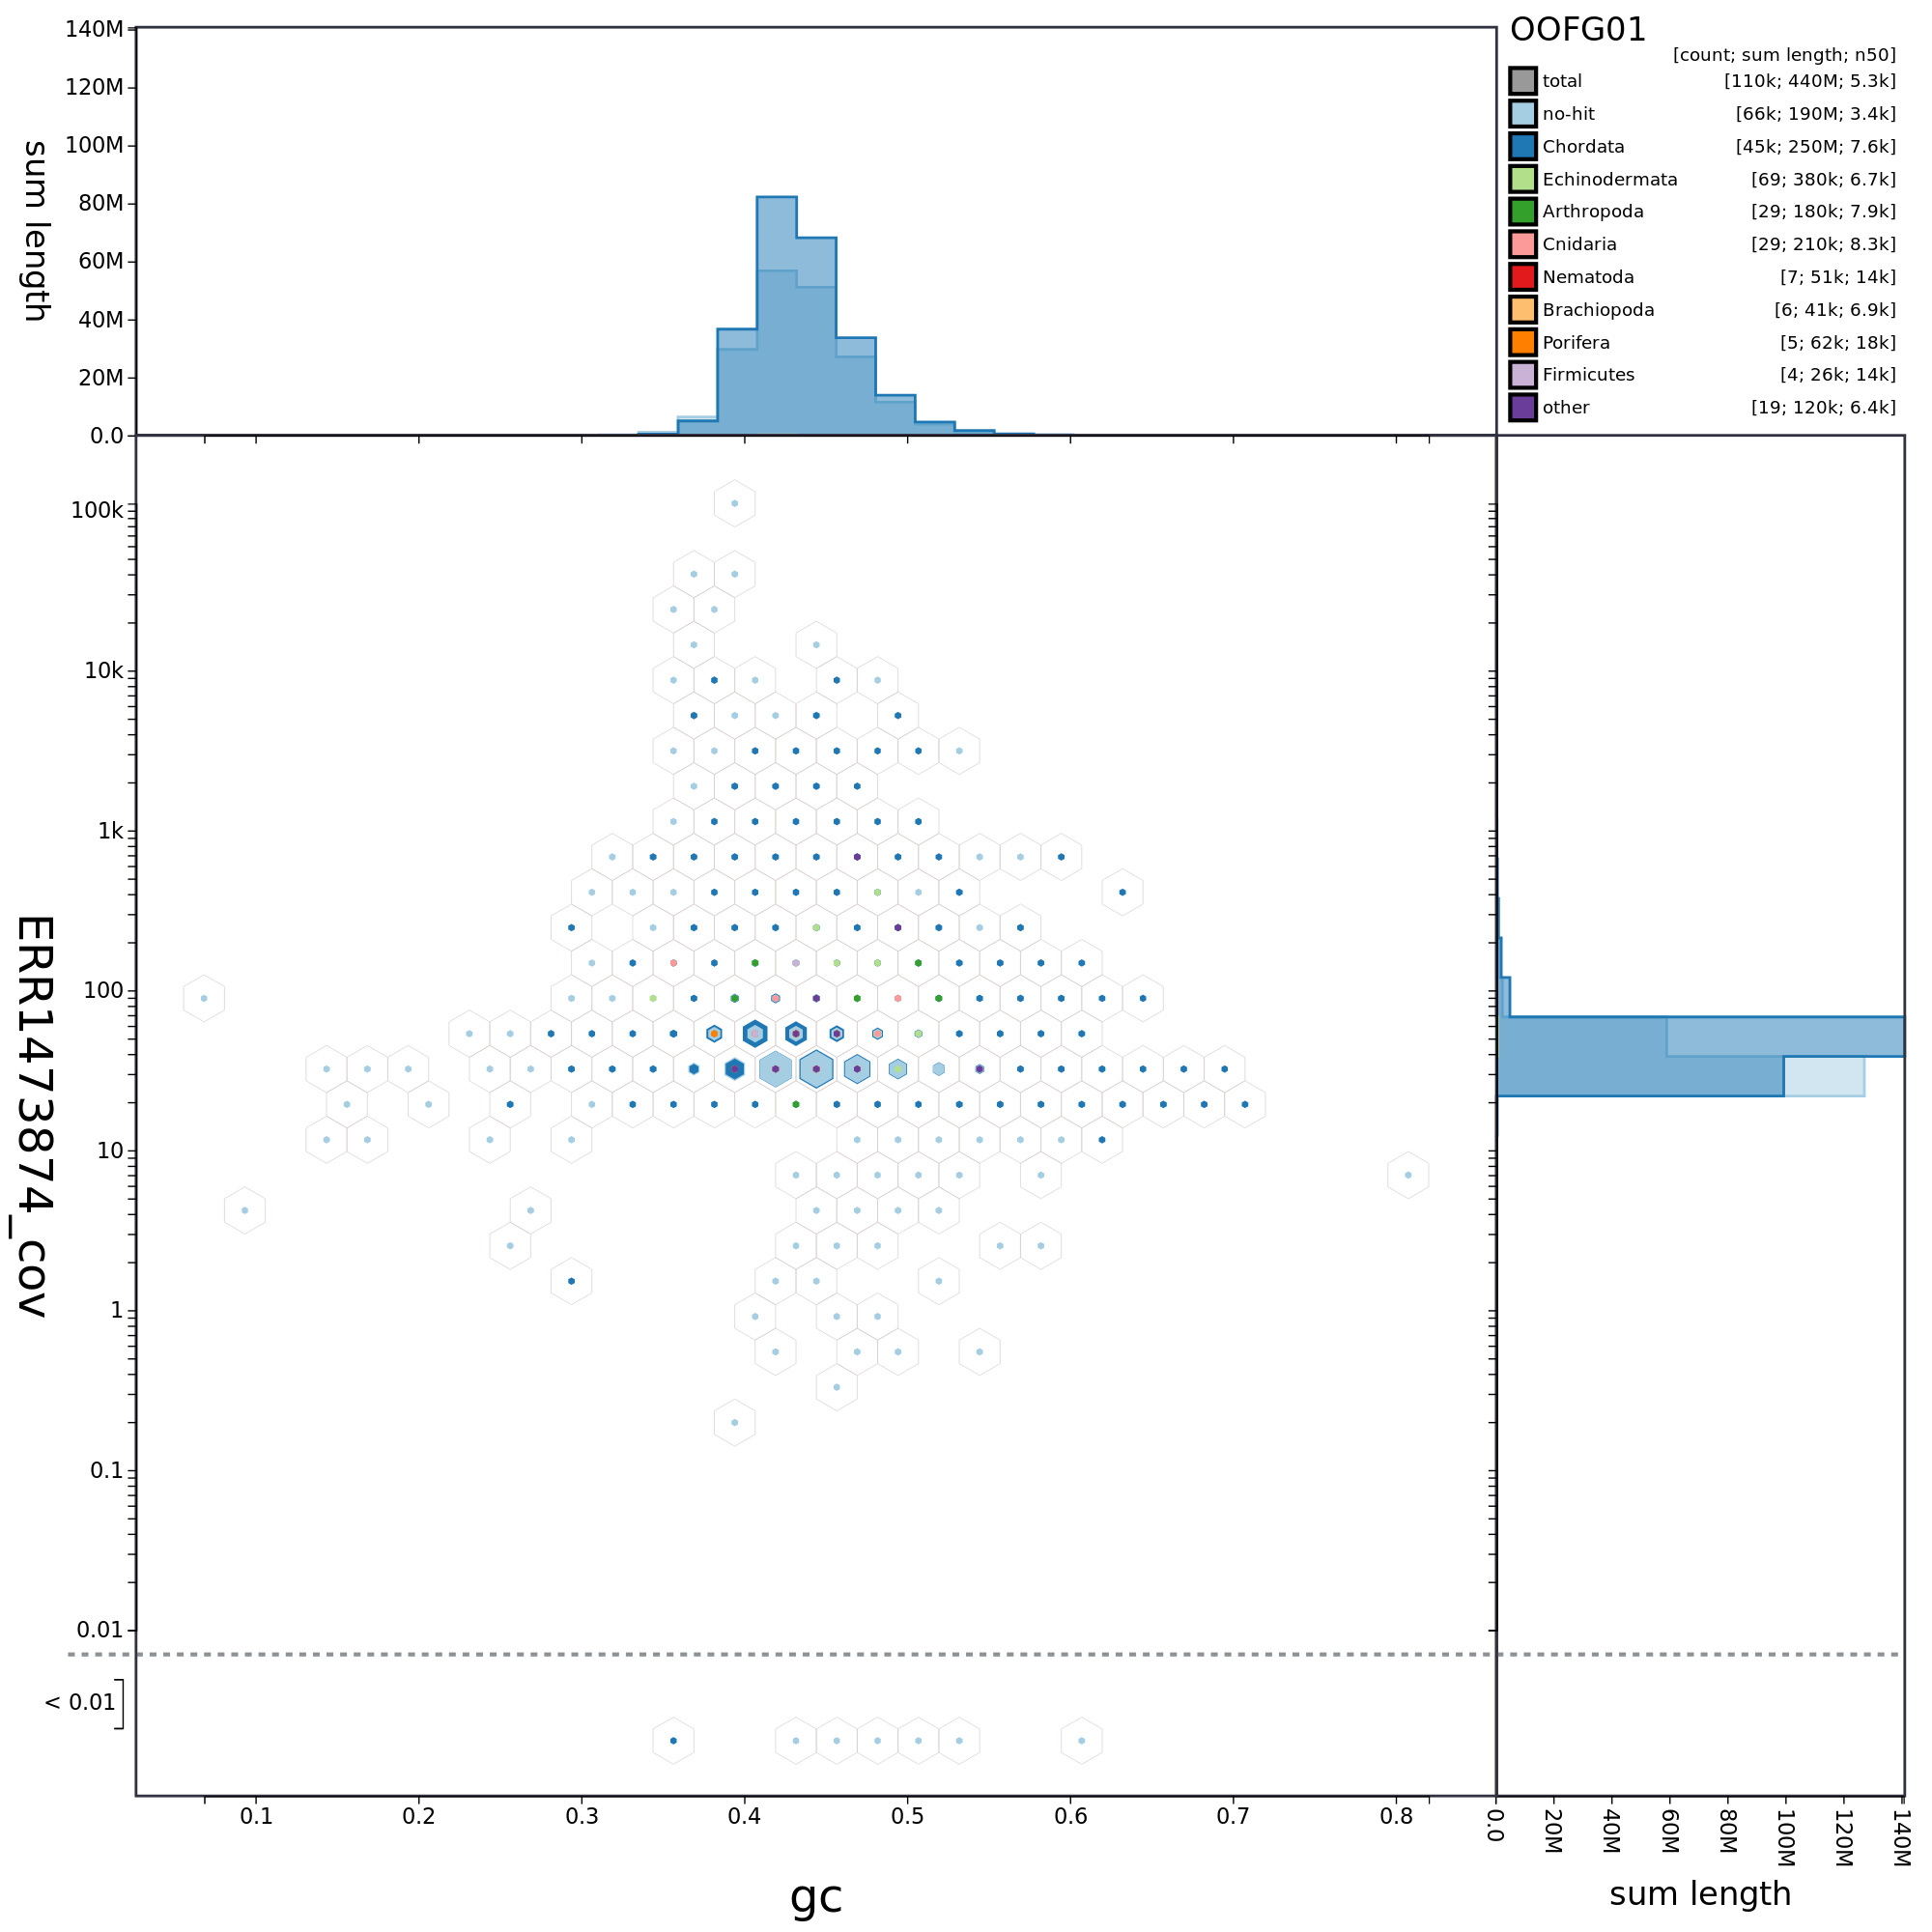 OOFG01
[count; sum length; n50]
total [110k; 440M; 5.3k]
no-hit [66k; 190M; 3.4k]
Chordata [45k; 250M; 7.6k]
Echinodermata [69; 380k; 6.7k]
Arthropoda [29; 180k; 7.9k]
Cnidaria [29; 210k; 8.3k]
Nematoda [7; 51k; 14k]
Brachiopoda [6; 41k; 6.9k]
Porifera [5; 62k; 18k]
Firmicutes [4; 26k; 14k]
other [19; 120k; 6.4k]
140M
120M
100M
80M
60M
40M
20M
0.0
sum length
100k
10k
1k
100
10
1
0.1
0.01
< 0.01
ERR1473874_cov
0.1 0.2 0.3 0.4 0.5 0.6 0.7 0.8
gc
0.0 20M 40M 60M 80M 100M 120M 140M
sum length